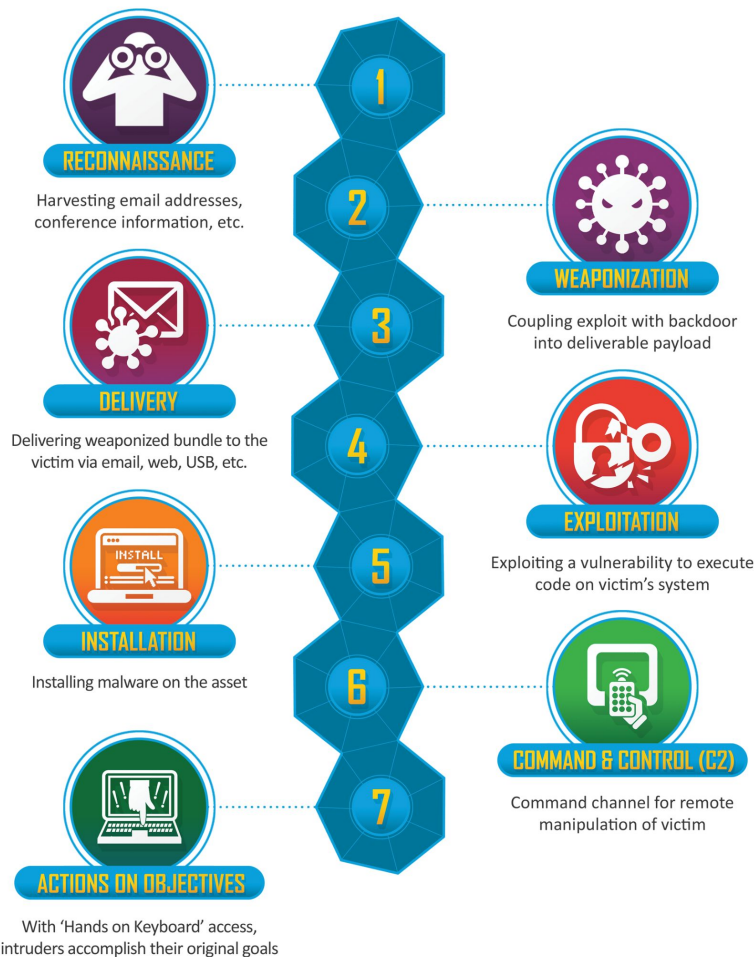 1
RECONNAISSANCE
Harvesting email addresses,
conference information, etc.
2
WEAPONIZATION
Coupling exploit with backdoor
into deliverable payload
3
DELIVERY
Delivering weaponized bundle to the
victim via email, web, USB, etc.
4
EXPLOITATION
Exploiting a vulnerability to execute
code on victim's system
5
INSTALL
INSTALLATION
Installing malware on the asset
6
COMMAND & CONTROL (C2)
Command channel for remote
manipulation of victim
7
! ! ! !
ACTIONS ON OBJECTIVES
With ‘Hands on Keyboard’ access,
intruders accomplish their original goals